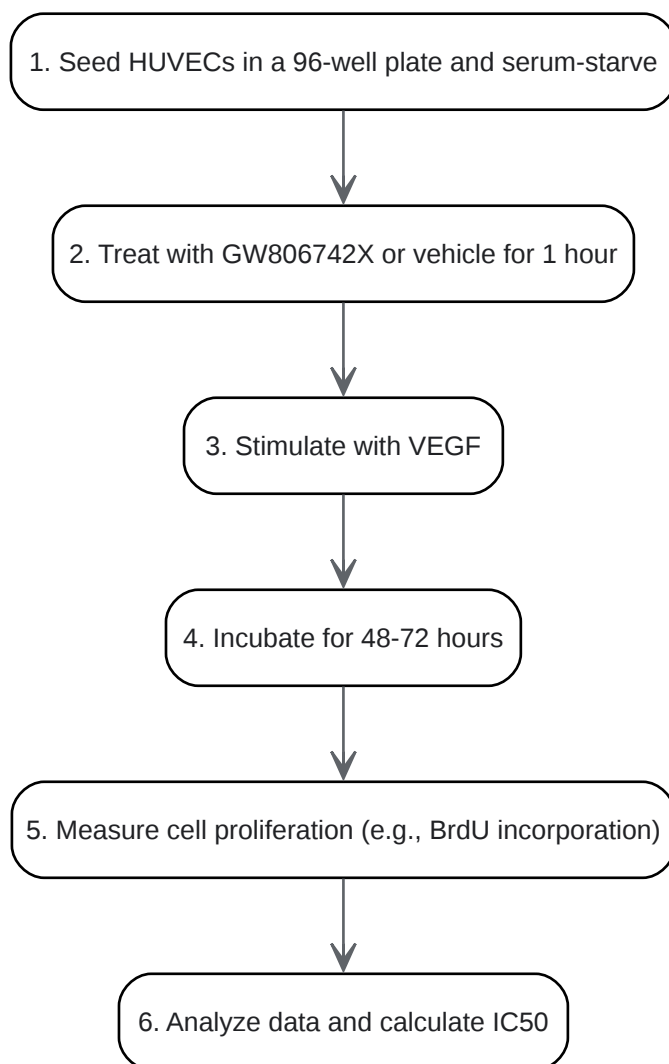 1. Seed HUVECs in a 96-well plate and serum-starve
2. Treat with GW806742X or vehicle for 1 hour
3. Stimulate with VEGF
4. Incubate for 48-72 hours
5. Measure cell proliferation (e.g., BrdU incorporation)
6. Analyze data and calculate IC50